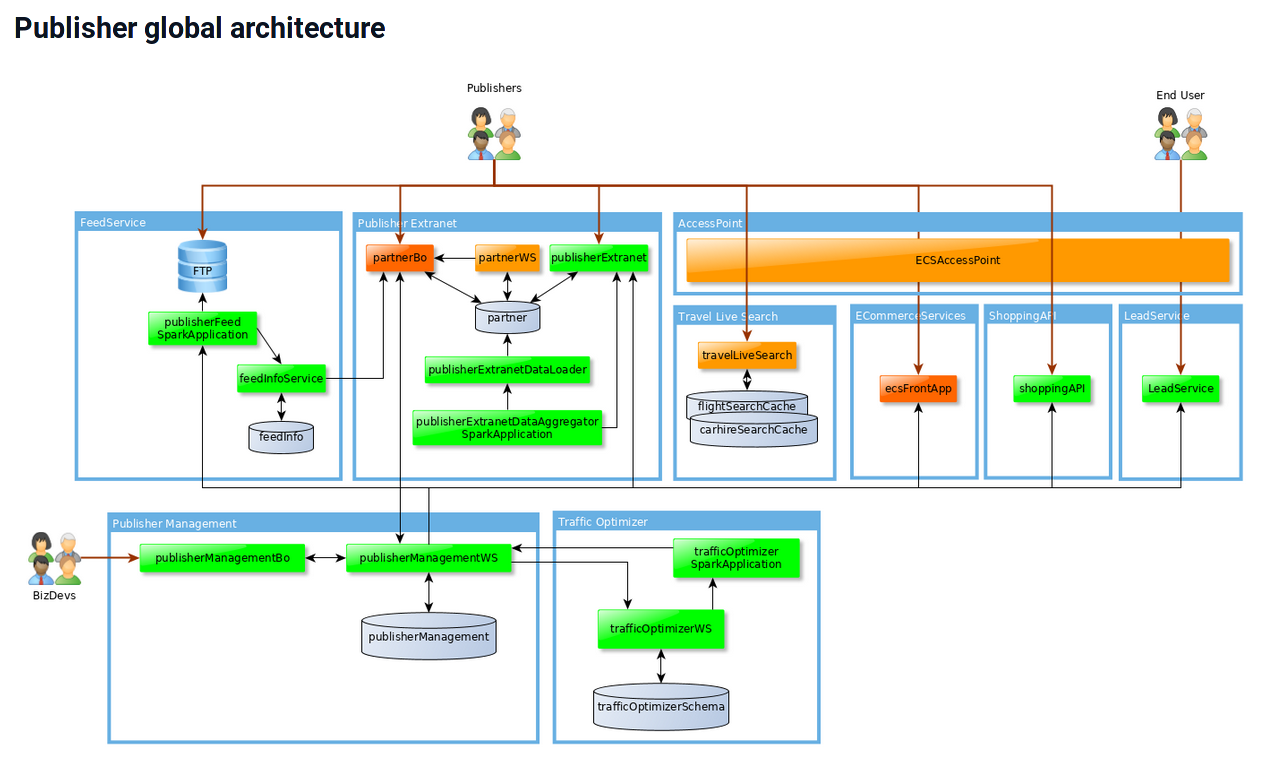 Publisher global architecture
Publishers
End User
FeedService
Publisher Extranet
AccessPoint
FTP
partnerBo
partnerWS
publisherExtranet
ECSAccessPoint
partner
publisherFeed
SparkApplication
Travel Live Search
ECommerceServices
ShoppingAPI
LeadService
travelLiveSearch
feedInfoService
publisherExtranetDataLoader
ecsFrontApp
shoppingAPI
LeadService
flightSearchCache
carhireSearchCache
publisherExtranetDataAggregator
SparkApplication
feedInfo
Publisher Management
Traffic Optimizer
publisherManagementBo
publisherManagementWS
trafficOptimizer
SparkApplication
BizDevs
publisherManagement
trafficOptimizerWS
trafficOptimizerSchema